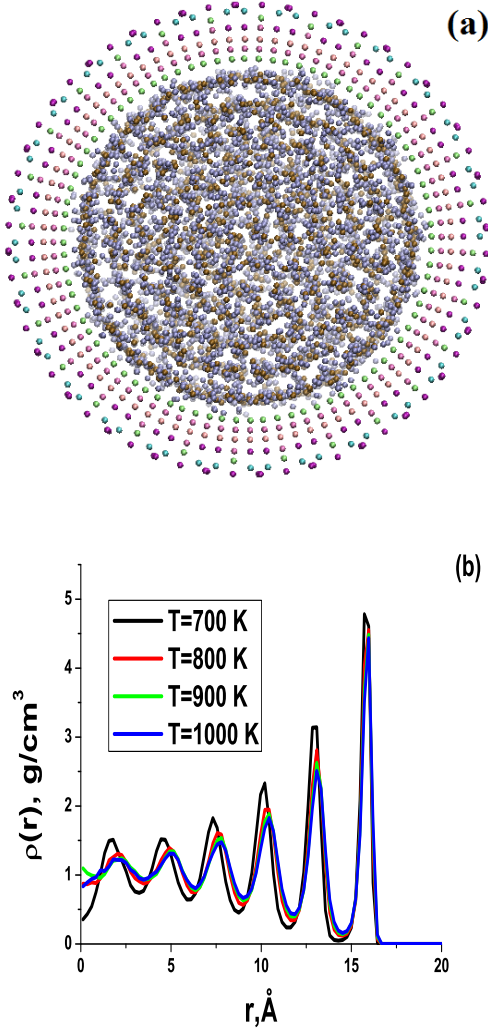 (a)
(b)
T=700 K
T=800 K
T=900 K
T=1000 K
ρ(r), g/cm³
5
4
3
2
1
0
0 5 10 15 20
r,Å